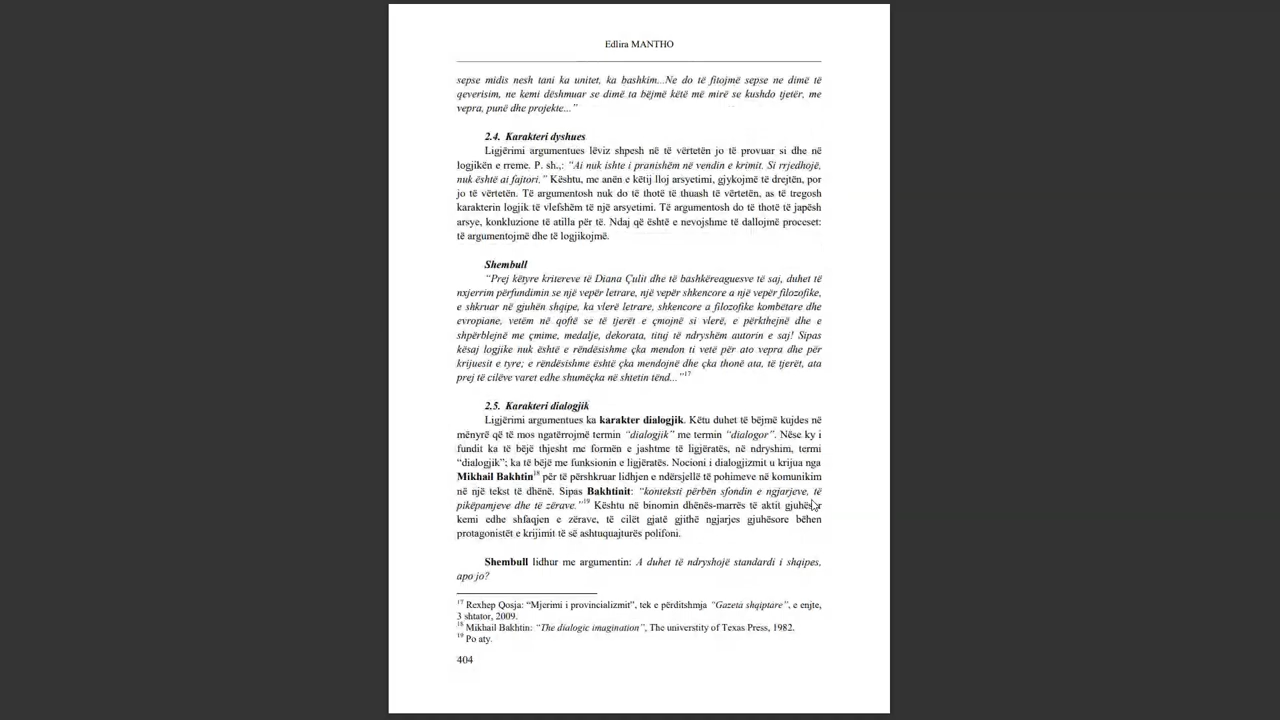 Edlira MANTHO
sepse midis nesh tani ka unitet, ka bashkim...Ne do të fitojmë sepse ne dimë të
qeverisim, ne kemi dëshmuar se dimë ta bëjmë këtë më mirë se kushdo tjetër, me
vepra, punë dhe projekte...”
2.4. Karakteri dyshues
Ligjërimi argumentues lëviz shpesh në të vërtetën jo të provuar si dhe në
logjikën e rreme. P. sh.,: “Ai nuk ishte i pranishëm në vendin e krimit. Si rrjedhojë,
nuk është ai fajtori.” Kështu, me anën e këtij lloj arsyetimi, gjykojmë të drejtën, por
jo të vërtetën. Të argumentosh nuk do të thotë të thuash të vërtetën, as të tregosh
karakterin logjik të vlefshëm të një arsyetimi. Të argumentosh do të thotë të japësh
arsye, konkluzione të atilla për të. Ndaj që është e nevojshme të dallojmë proceset:
të argumentojmë dhe të logjikojmë.
Shembull
“Prej këtyre kritereve të Diana Çulit dhe të bashkëreaguesve të saj, duhet të
nxjerrim përfundimin se një vepër letrare, një vepër shkencore a një vepër filozofike,
e shkruar në gjuhën shqipe, ka vlerë letrare, shkencore a filozofike kombëtare dhe
evropiane, vetëm në qoftë se të tjerët e çmojnë si vlerë, e përkthejnë dhe e
shpërblejnë me çmime, medalje, dekorata, tituj të ndryshëm autorin e saj! Sipas
kësaj logjike nuk është e rëndësishme çka mendon ti vetë për ato vepra dhe për
krijuesit e tyre; e rëndësishme është çka mendojnë dhe çka thonë ata, të tjerët, ata
prej të cilëve varet edhe shumëçka në shtetin tënd...”17
2.5. Karakteri dialogjik
Ligjërimi argumentues ka karakter dialogjik. Këtu duhet të bëjmë kujdes në
mënyrë që të mos ngatërrojmë termin “dialogjik” me termin “dialogor”. Nëse ky i
fundit ka të bëjë thjesht me formën e jashtme të ligjëratës, në ndryshim, termi
“dialogjik”; ka të bëjë me funksionin e ligjëratës. Nocioni i dialogjizmit u krijua nga
Mikhail Bakhtin18 për të përshkruar lidhjen e ndërsjellë të pohimeve në komunikim
në një tekst të dhënë. Sipas Bakhtinit: “konteksti përbën sfondin e ngjarjeve, të
pikëpamjeve dhe të zërave.”19 Kështu në binomin dhënës-marrës të aktit gjuhësor
kemi edhe shfaqjen e zërave, të cilët gjatë gjithë ngjarjes gjuhësore bëhen
protagonistët e krijimit të së ashtuquajturës polifoni.
Shembull lidhur me argumentin: A duhet të ndryshojë standardi i shqipes,
apo jo?
17 Rexhep Qosja: “Mjerimi i provincializmit”, tek e përditshmja “Gazeta shqiptare”, e enjte,
3 shtator, 2009.
18 Mikhail Bakhtin: “The dialogic imagination”, The universtity of Texas Press, 1982.
19 Po aty.
404